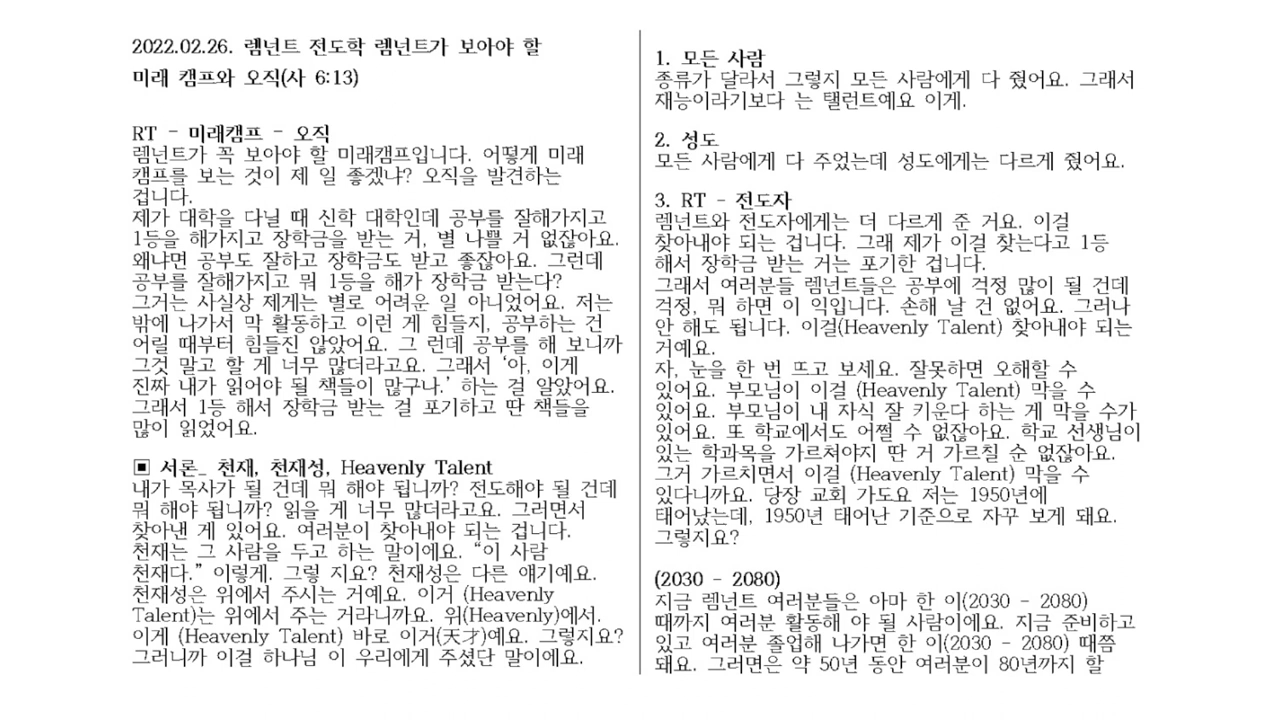 2022.02.26. 렘넌트 전도학 렘넌트가 보아야 할
미래 캠프와 오직(사 6:13)
RT - 미래캠프 - 오직
렘넌트가 꼭 보아야 할 미래캠프입니다. 어떻게 미래
캠프를 보는 것이 제 일 좋겠냐? 오직을 발견하는
겁니다.
제가 대학을 다닐 때 신학 대학인데 공부를 잘해가지고
1등을 해가지고 장학금을 받는 거, 별 나쁠 거 없잖아요.
왜냐면 공부도 잘하고 장학금도 받고 좋잖아요. 그런데
공부를 잘해가지고 뭐 1등을 해가 장학금 받는다?
그거는 사실상 제게는 별로 어려운 일 아니었어요. 저는
밖에 나가서 막 활동하고 이런 게 힘들지, 공부하는 건
어릴 때부터 힘들진 않았어요. 그 런데 공부를 해 보니까
그것 말고 할 게 너무 많더라고요. 그래서 ‘아, 이게
진짜 내가 읽어야 될 책들이 많구나.’ 하는 걸 알았어요.
그래서 1등 해서 장학금 받는 걸 포기하고 딴 책들을
많이 읽었어요.
▣ 서론_ 천재, 천재성, Heavenly Talent
내가 목사가 될 건데 뭐 해야 됩니까? 전도해야 될 건데
뭐 해야 됩니까? 읽을 게 너무 많더라고요. 그러면서
찾아낸 게 있어요. 여러분이 찾아내야 되는 겁니다.
천재는 그 사람을 두고 하는 말이에요. “이 사람
천재다.” 이렇게. 그렇 지요? 천재성은 다른 얘기예요.
천재성은 위에서 주시는 거예요. 이거 (Heavenly
Talent)는 위에서 주는 거라니까요. 위(Heavenly)에서.
이게 (Heavenly Talent) 바로 이거(天才)예요. 그렇지요?
그러니까 이걸 하나님 이 우리에게 주셨단 말이에요.
1. 모든 사람
종류가 달라서 그렇지 모든 사람에게 다 줬어요. 그래서
재능이라기보다 는 탤런트예요 이게.
2. 성도
모든 사람에게 다 주었는데 성도에게는 다르게 줬어요.
3. RT - 전도자
렘넌트와 전도자에게는 더 다르게 준 거요. 이걸
찾아내야 되는 겁니다. 그래 제가 이걸 찾는다고 1등
해서 장학금 받는 거는 포기한 겁니다.
그래서 여러분들 렘넌트들은 공부에 걱정 많이 될 건데
걱정, 뭐 하면 이 익입니다. 손해 날 건 없어요. 그러나
안 해도 됩니다. 이걸(Heavenly Talent) 찾아내야 되는
거예요.
자, 눈을 한 번 뜨고 보세요. 잘못하면 오해할 수
있어요. 부모님이 이걸 (Heavenly Talent) 막을 수
있어요. 부모님이 내 자식 잘 키운다 하는 게 막을 수가
있어요. 또 학교에서도 어쩔 수 없잖아요. 학교 선생님이
있는 학과목을 가르쳐야지 딴 거 가르칠 순 없잖아요.
그거 가르치면서 이걸 (Heavenly Talent) 막을 수
있다니까요. 당장 교회 가도요 저는 1950년에
태어났는데, 1950년 태어난 기준으로 자꾸 보게 돼요.
그렇지요?
(2030 - 2080)
지금 렘넌트 여러분들은 아마 한 이(2030 - 2080)
때까지 여러분 활동해 야 될 사람이에요. 지금 준비하고
있고 여러분 졸업해 나가면 한 이(2030 - 2080) 때쯤
돼요. 그러면은 약 50년 동안 여러분이 80년까지 할